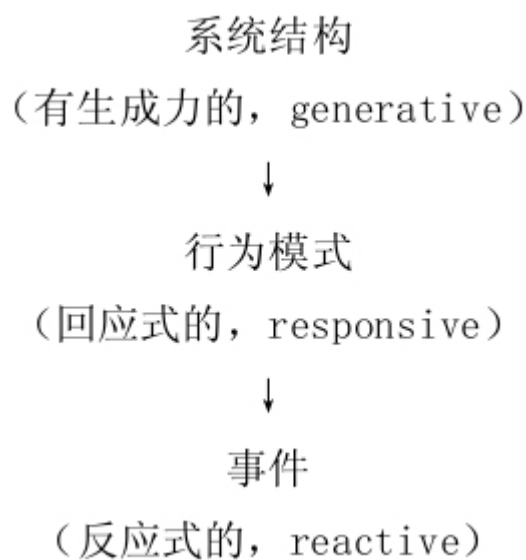 系统结构
（有生成力的，generative）
↓
行为模式
（回应式的，responsive）
↓
事件
（反应式的，reactive）